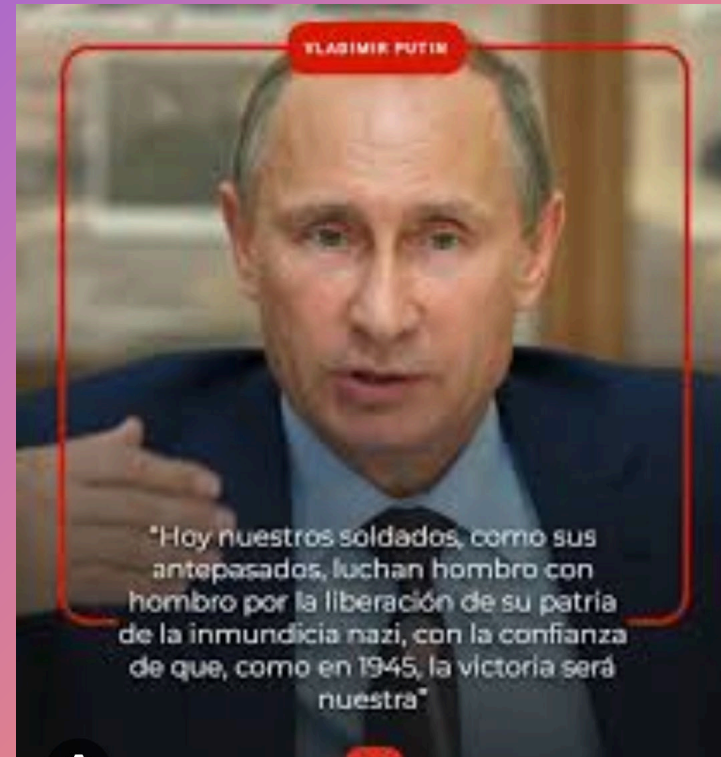 VLADIMIR PUTIN
"Hoy nuestros soldados, como sus
antepasados, luchan hombro con
hombro por la liberación de su patria
de la inmundicia nazi, con la confianza
de que, como en 1945, la victoria será
nuestra"